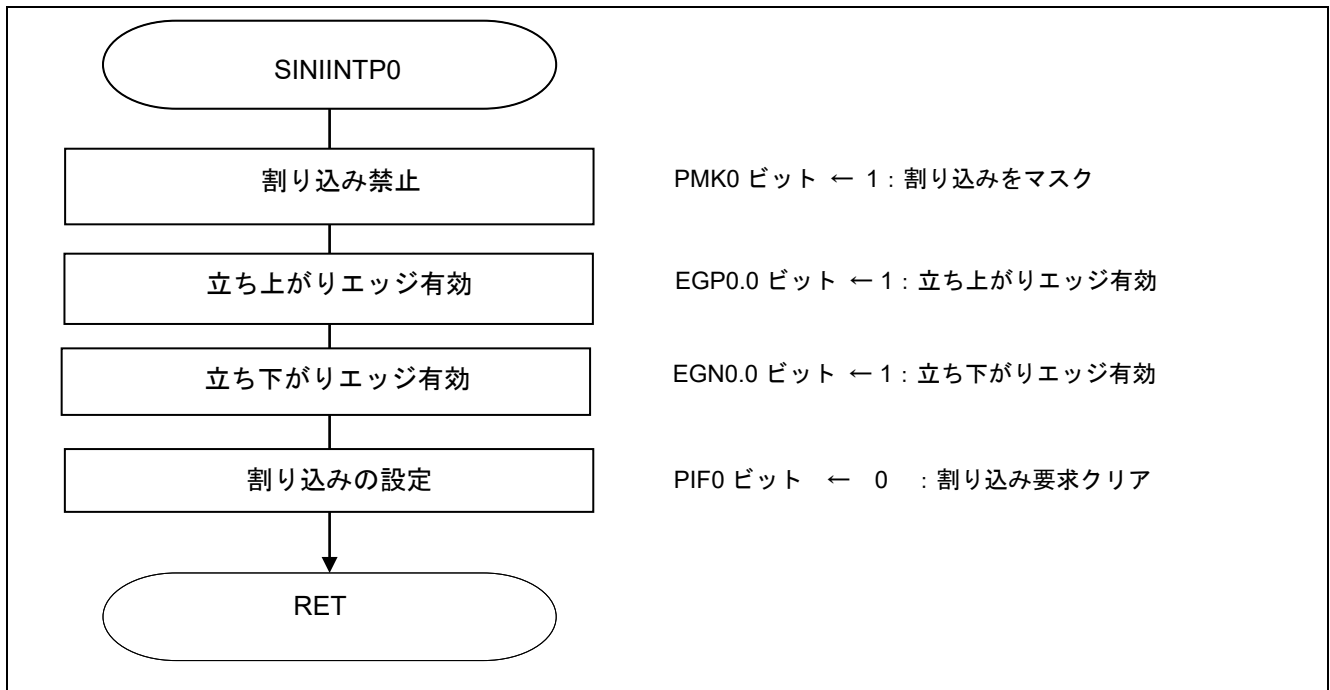 SINIINTP0
割り込み禁止 PMK0 ビット ← 1：割り込みをマスク
立ち上がりエッジ有効 EGP0.0 ビット ← 1：立ち上がりエッジ有効
立ち下がりエッジ有効 EGN0.0 ビット ← 1：立ち下がりエッジ有効
割り込みの設定 PIF0 ビット ← 0 ：割り込み要求クリア
RET